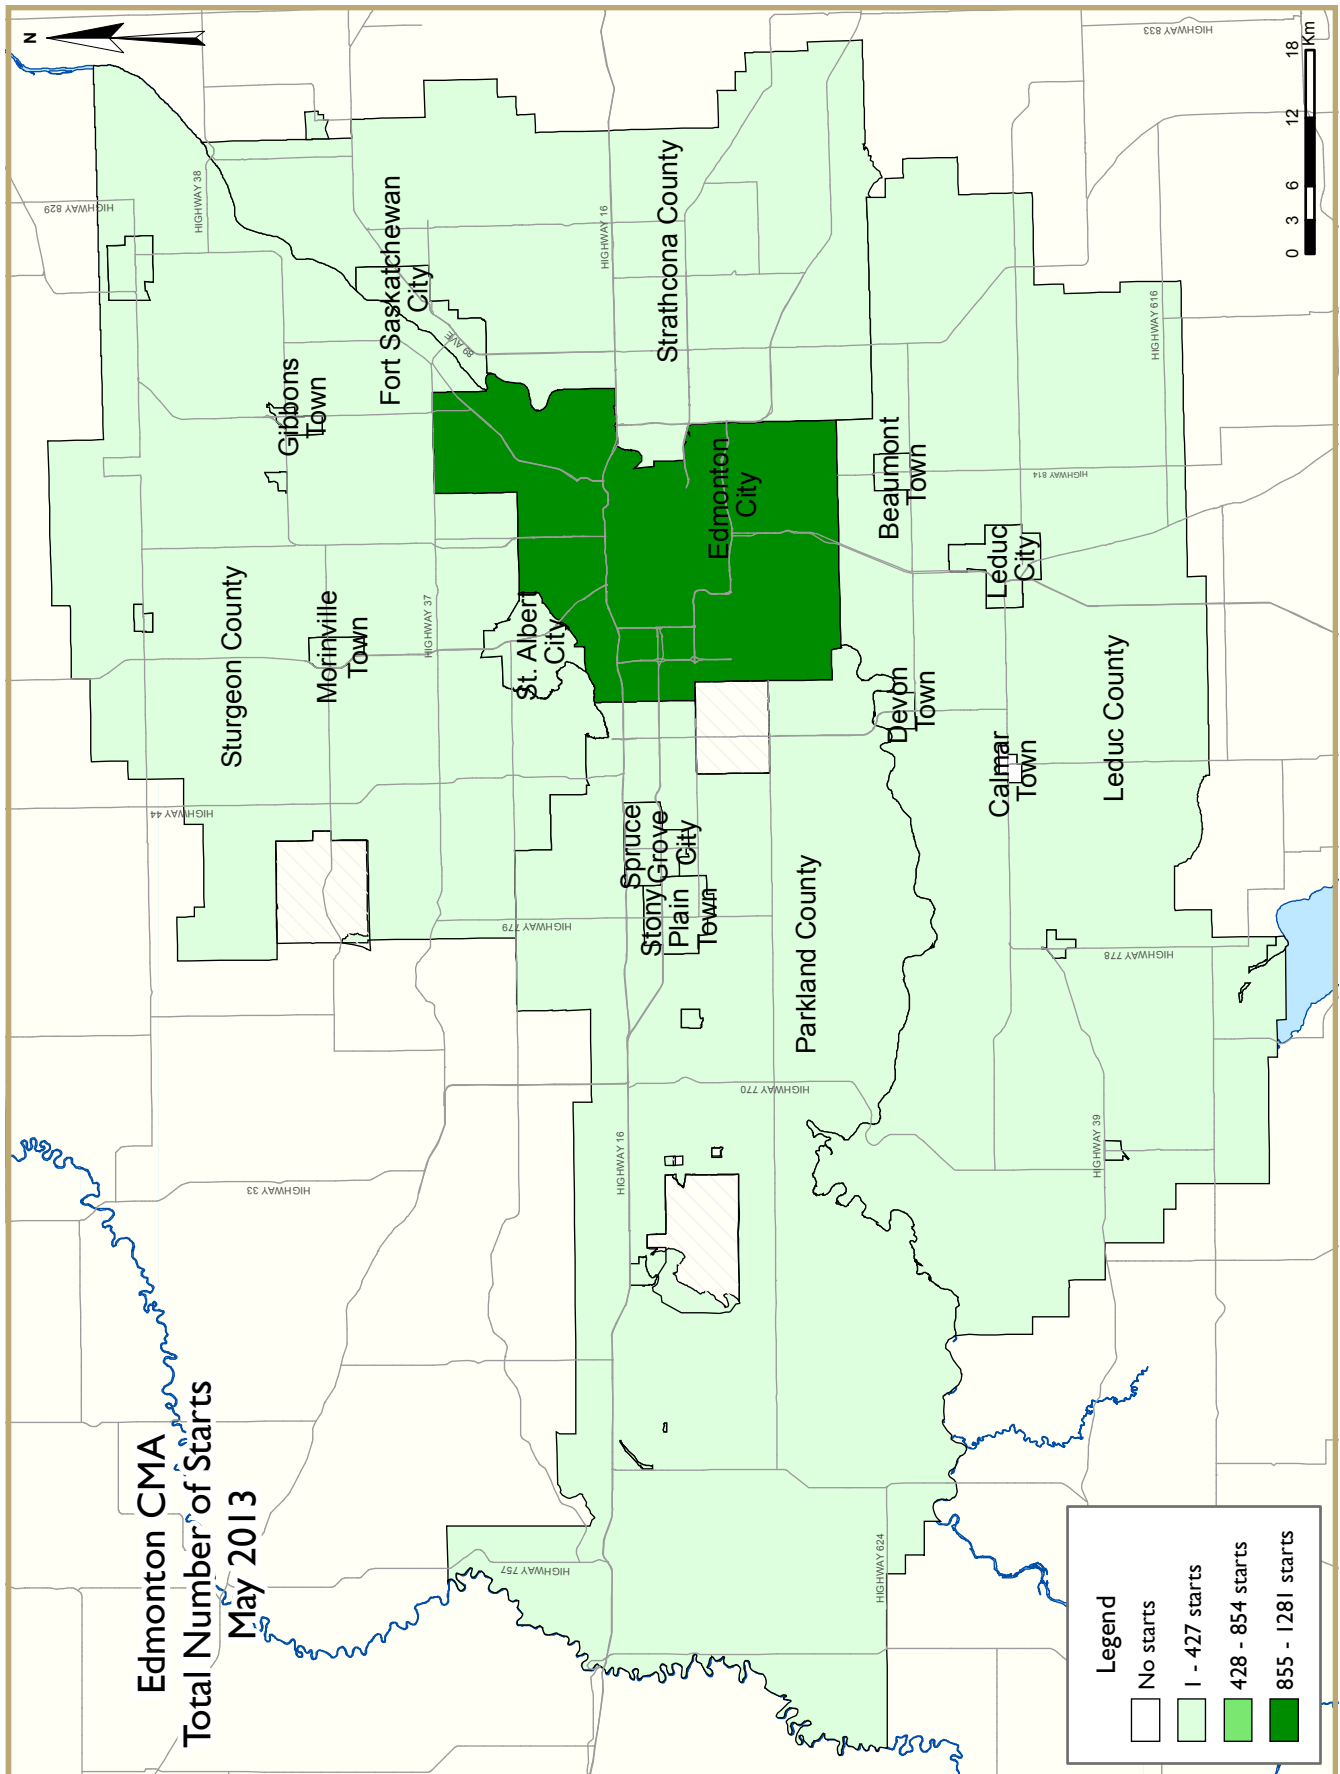 Edmonton CMA
Total Number of Starts
May 2013
N
HIGHWAY 829
HIGHWAY 38
HIGHWAY 44
HIGHWAY 33
Sturgeon County
Gibbons
Town
Morinville
Town
Fort Saskatchewan
City
89 AVE
HIGHWAY 37
HIGHWAY 779
HIGHWAY 757
St. Albert
City
HIGHWAY 16
HIGHWAY 16
Strathcona County
Edmonton
City
Spruce
Grove
City
Stony
Plain
Town
Parkland County
HIGHWAY 770
HIGHWAY 624
Beaumont
Town
Devon
Town
Leduc
City
Calmar
Town
HIGHWAY 814
Leduc County
HIGHWAY 778
HIGHWAY 39
HIGHWAY 616
HIGHWAY 833
Legend
No starts
1 - 427 starts
428 - 854 starts
855 - 1281 starts
0 3 6 12 18
Km